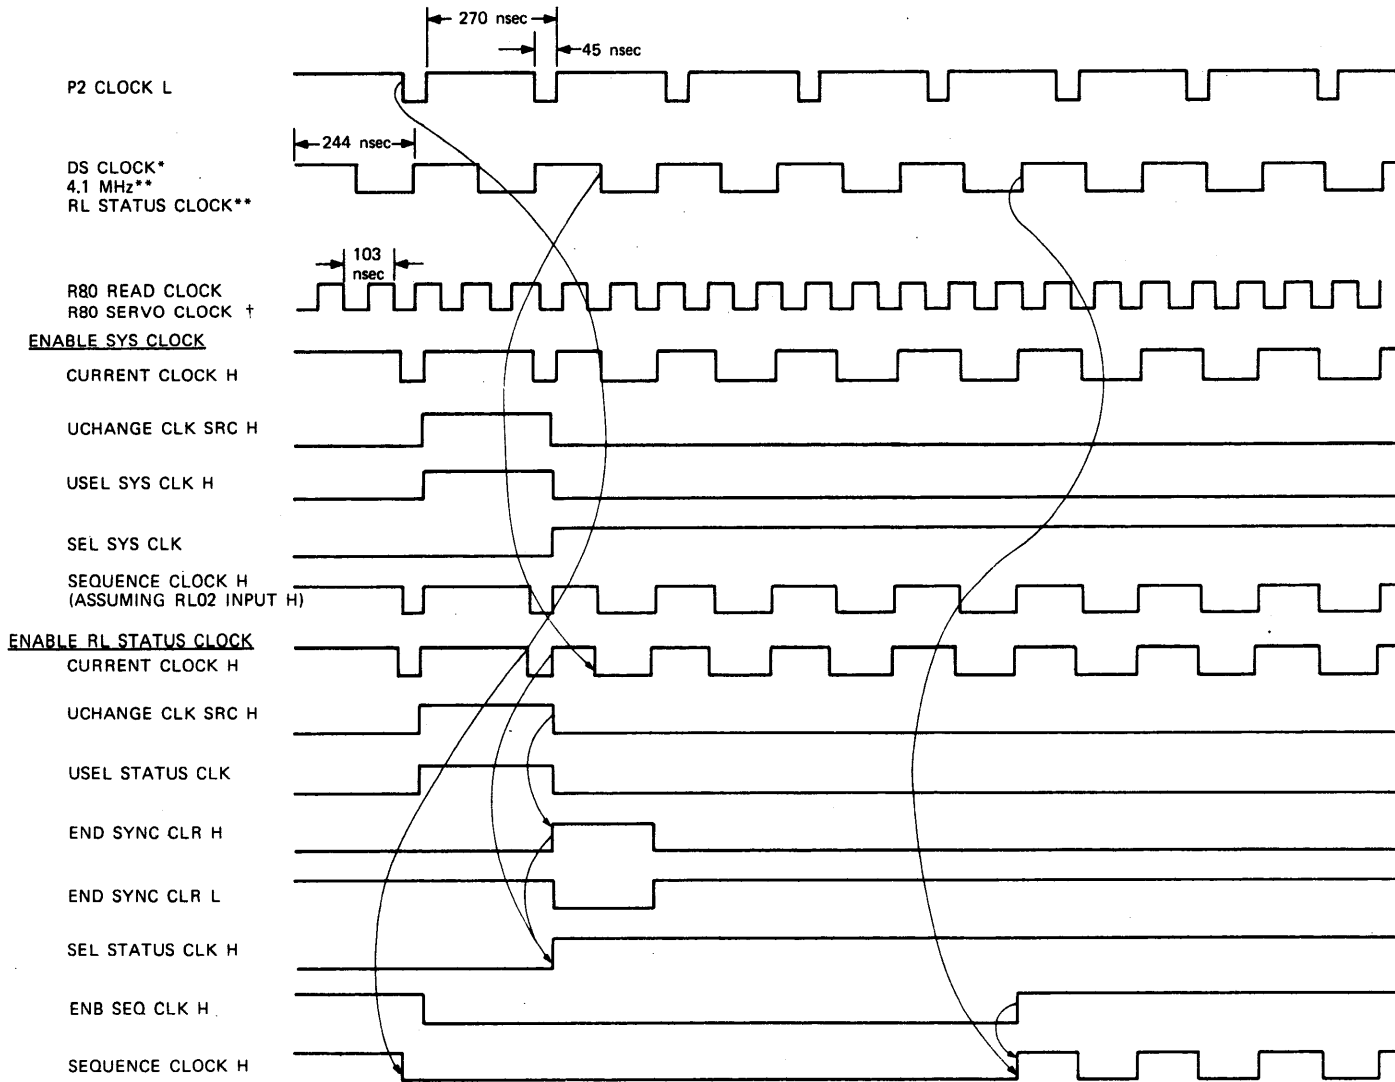 270 nsec
45 nsec
P2 CLOCK L
244 nsec
DS CLOCK*
4.1 MHz**
RL STATUS CLOCK**
103
nsec
R80 READ CLOCK
R80 SERVO CLOCK †
ENABLE SYS CLOCK
CURRENT CLOCK H
UCHANGE CLK SRC H
USEL SYS CLK H
SEL SYS CLK
SEQUENCE CLOCK H
(ASSUMING RL02 INPUT H)
ENABLE RL STATUS CLOCK
CURRENT CLOCK H
UCHANGE CLK SRC H
USEL STATUS CLK
END SYNC CLR H
END SYNC CLR L
SEL STATUS CLK H
ENB SEQ CLK H
SEQUENCE CLOCK H